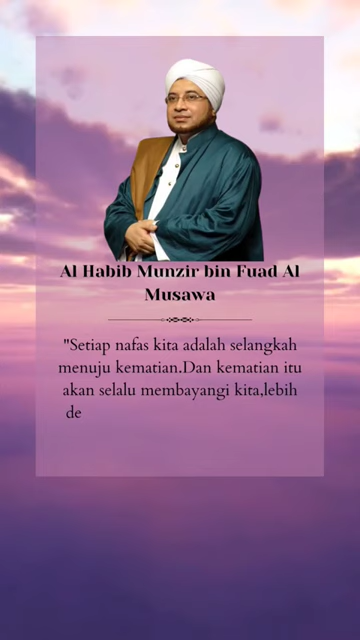 Al Habib Munzir bin Fuad Al
Musawa
"Setiap nafas kita adalah selangkah
menuju kematian.Dan kematian itu
akan selalu membayangi kita,lebih
de